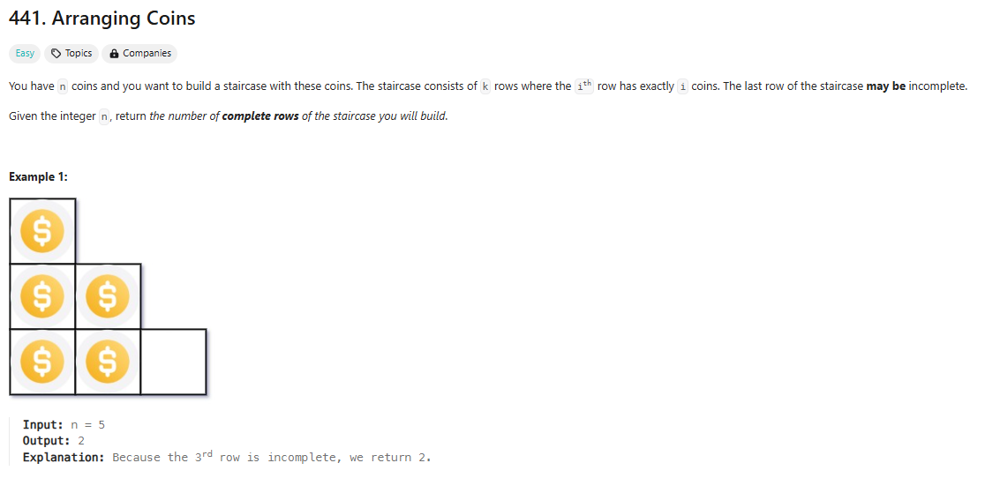 441. Arranging Coins
Easy Topics Companies
You have n coins and you want to build a staircase with these coins. The staircase consists of k rows where the ith row has exactly i coins. The last row of the staircase may be incomplete.
Given the integer n, return the number of complete rows of the staircase you will build.
Example 1:
$
$ $
$ $
Input: n = 5
Output: 2
Explanation: Because the 3rd row is incomplete, we return 2.